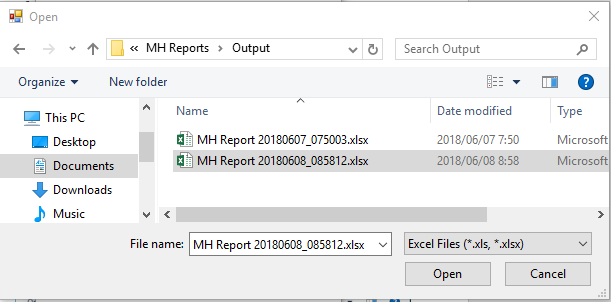 Open
« MH Reports › Output
Search Output
Organize
New folder
?
This PC
Desktop
Documents
Downloads
Music
Name
Date modified
Type
MH Report 20180607_075003.xlsx
2018/06/07 7:50
Microsoft
MH Report 20180608_085812.xlsx
2018/06/08 8:58
Microsoft
File name:
MH Report 20180608_085812.xlsx
Excel Files (*.xls, *.xlsx)
Open
Cancel